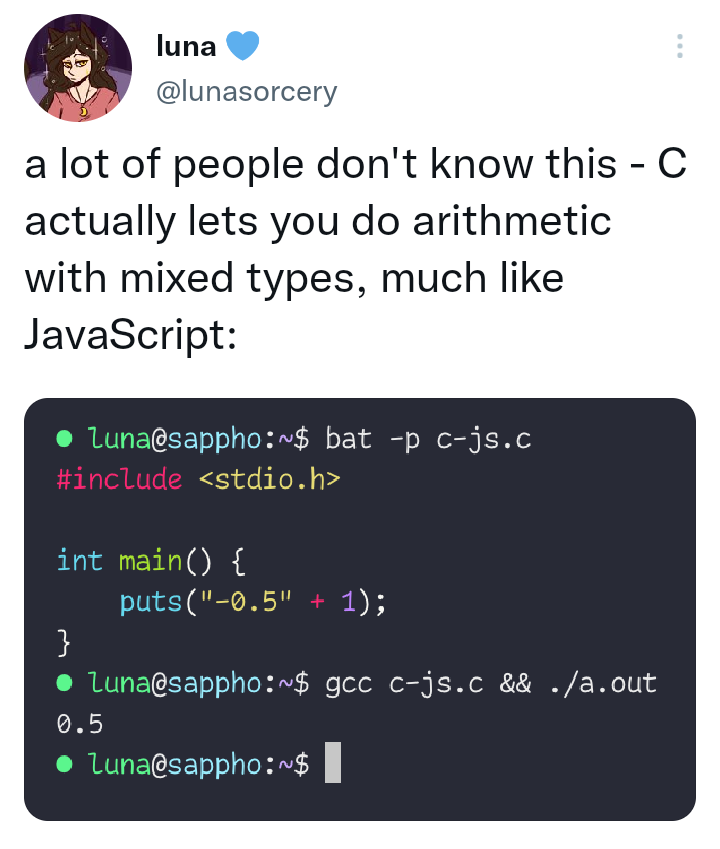 luna 💙
@lunasorcery
a lot of people don't know this - C
actually lets you do arithmetic
with mixed types, much like
JavaScript:
● luna@sappho:~$ bat -p c-js.c
#include <stdio.h>
int main() {
    puts("-0.5" + 1);
}
● luna@sappho:~$ gcc c-js.c && ./a.out
0.5
● luna@sappho:~$